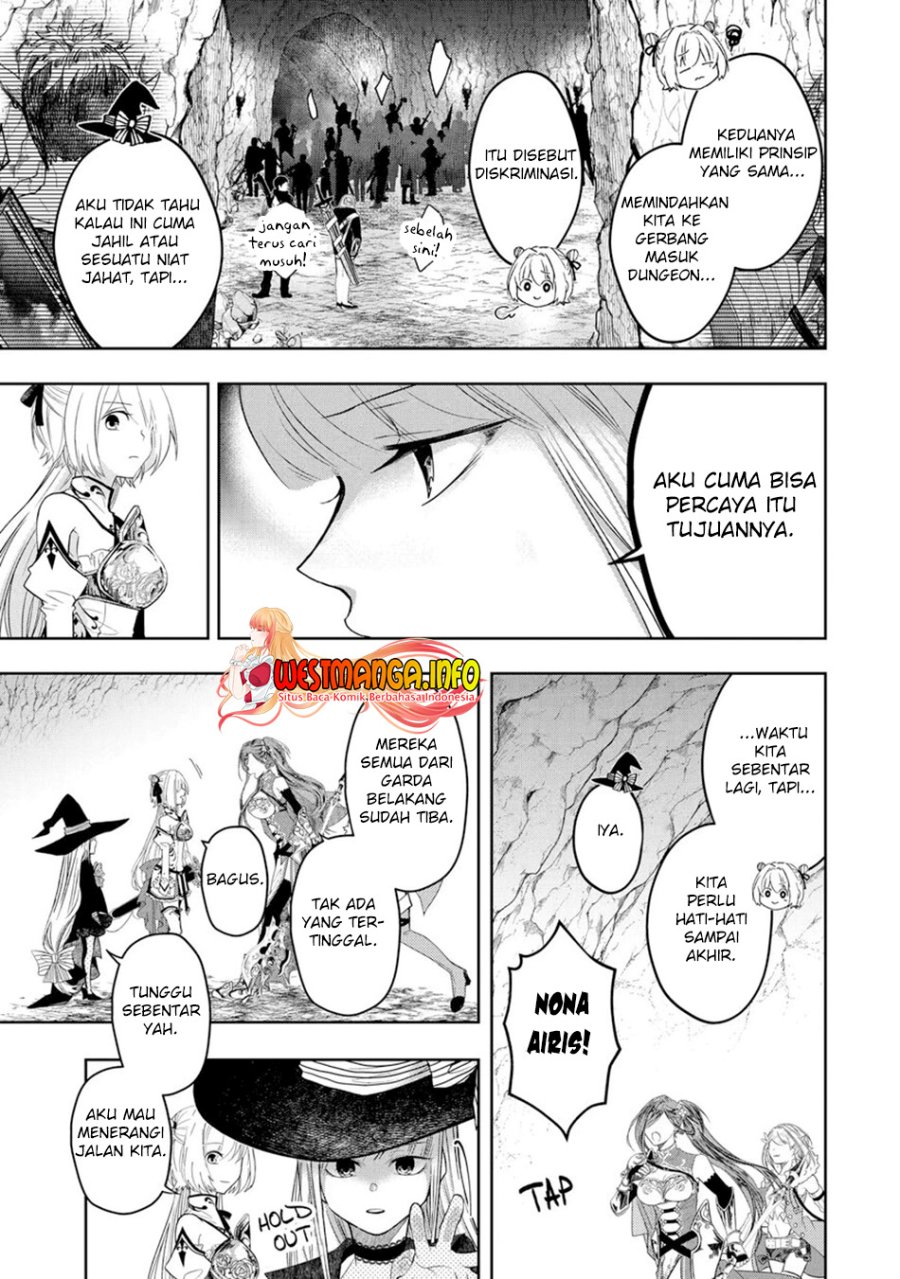 KEDUANYA
MEMILIKI PRINSIP
YANG SAMA...
MEMINDAHKAN
KITA KE
GERBANG
MASUK
DUNGEON...
ITU DISEBUT
DISKRIMINASI.
sebelah
sini!
jangan
terus cari
musuh!
AKU TIDAK TAHU
KALAU INI CUMA
JAHIL ATAU
SESUATU NIAT
JAHAT, TAPI...
AKU CUMA BISA
PERCAYA ITU
TUJUANNYA.
WESTMANGA.INFO
Situs Baca Komik Berbahasa Indonesia
...WAKTU
KITA
SEBENTAR
LAGI, TAPI...
IYA.
KITA
PERLU
HATI-HATI
SAMPAI
AKHIR.
NONA
AIRIS!
TAP
MEREKA
SEMUA DARI
GARDA
BELAKANG
SUDAH TIBA.
TAK ADA
YANG TER-
TINGGAL.
BAGUS.
TUNGGU
SEBENTAR
YAH.
AKU MAU
MENERANGI
JALAN KITA.
HOLD
OUT